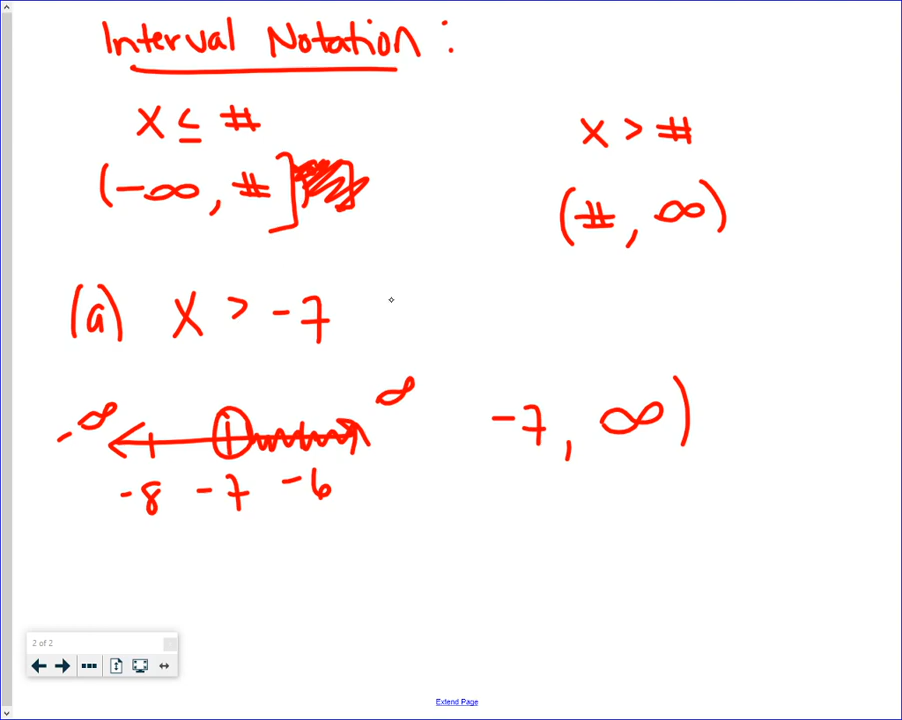 Interval Notation:
x ≤ #
(-∞, #]
x > #
(#, ∞)
(a) x > -7
-∞
∞
-8 -7 -6
-7, ∞)
2 of 2
Extend Page